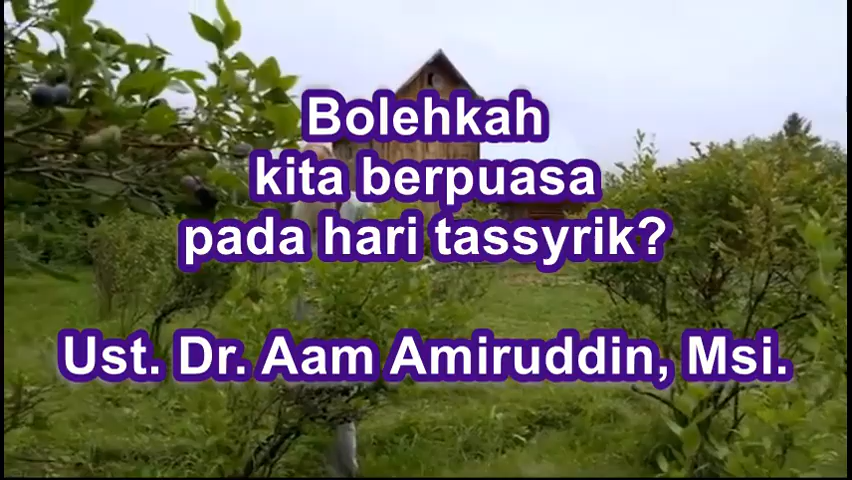 Bolehkah
kita berpuasa
pada hari tassyrik?
Ust. Dr. Aam Amiruddin, Msi.